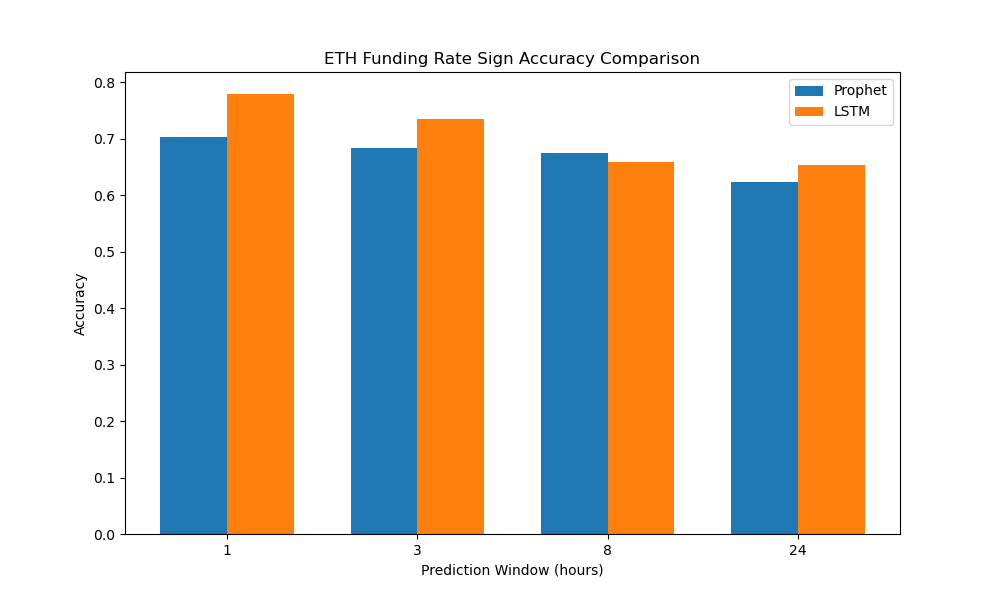 ETH Funding Rate Sign Accuracy Comparison
Prophet
LSTM
Accuracy
0.8
0.7
0.6
0.5
0.4
0.3
0.2
0.1
0.0
1 3 8 24
Prediction Window (hours)